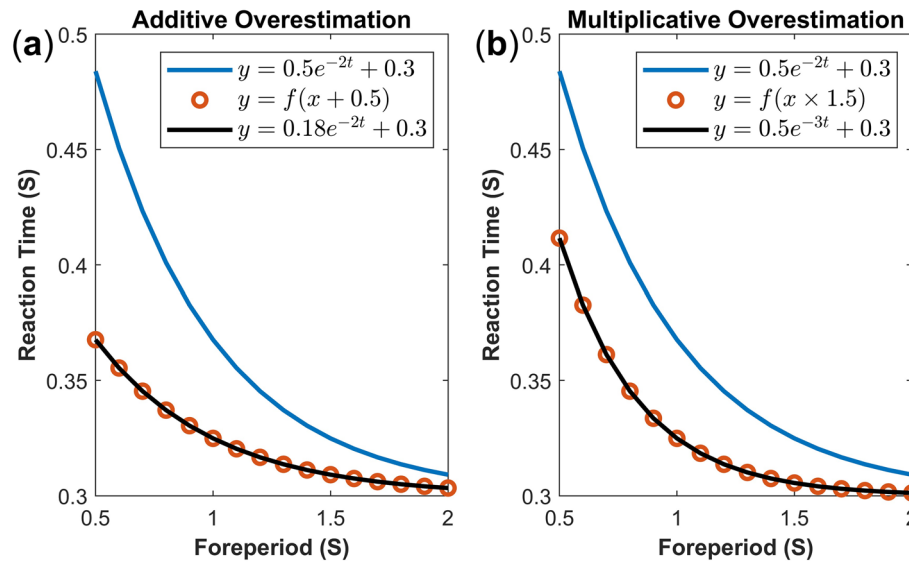 (a)
Additive Overestimation
y = 0.5e^{-2t} + 0.3
y = f(x + 0.5)
y = 0.18e^{-2t} + 0.3
0.5
0.45
0.4
0.35
0.3
Reaction Time (S)
0.5 1 1.5 2
Foreperiod (S)
(b)
Multiplicative Overestimation
y = 0.5e^{-2t} + 0.3
y = f(x × 1.5)
y = 0.5e^{-3t} + 0.3
0.5
0.45
0.4
0.35
0.3
Reaction Time (S)
0.5 1 1.5 2
Foreperiod (S)